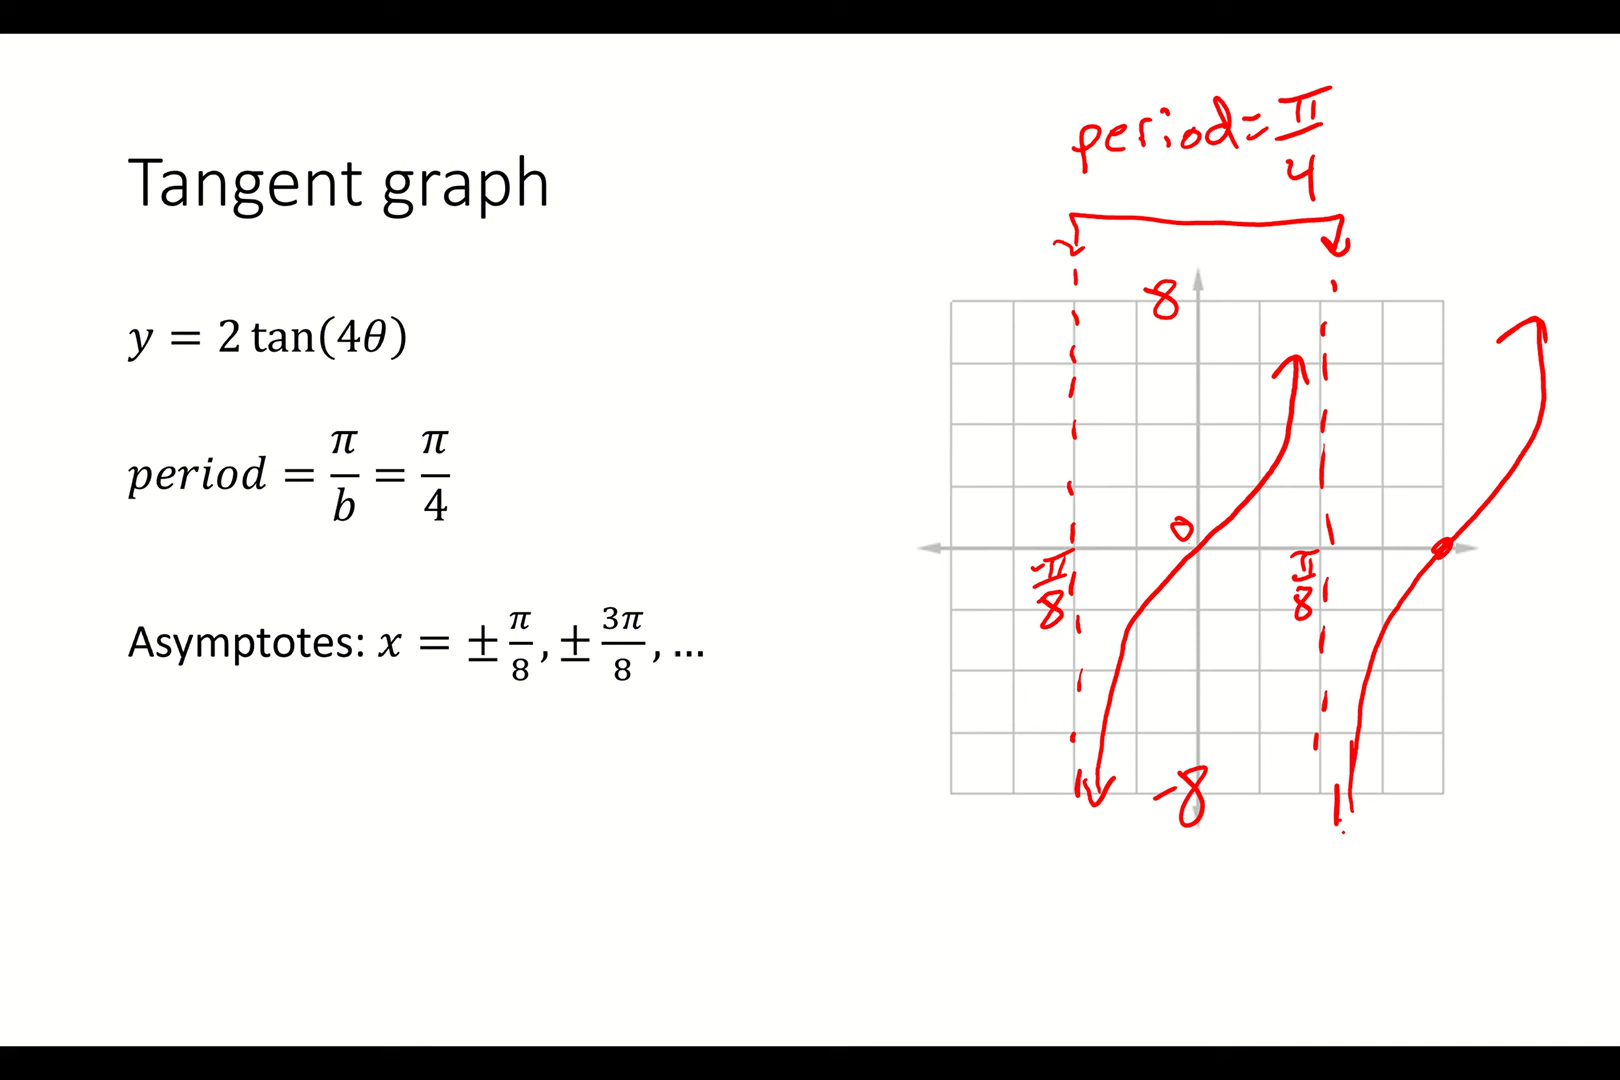 Tangent graph
y = 2 tan(4θ)
period = π/b = π/4
Asymptotes: x = ± π/8, ± 3π/8, ...
period = π/4
8
0
-π/8
π/8
-8